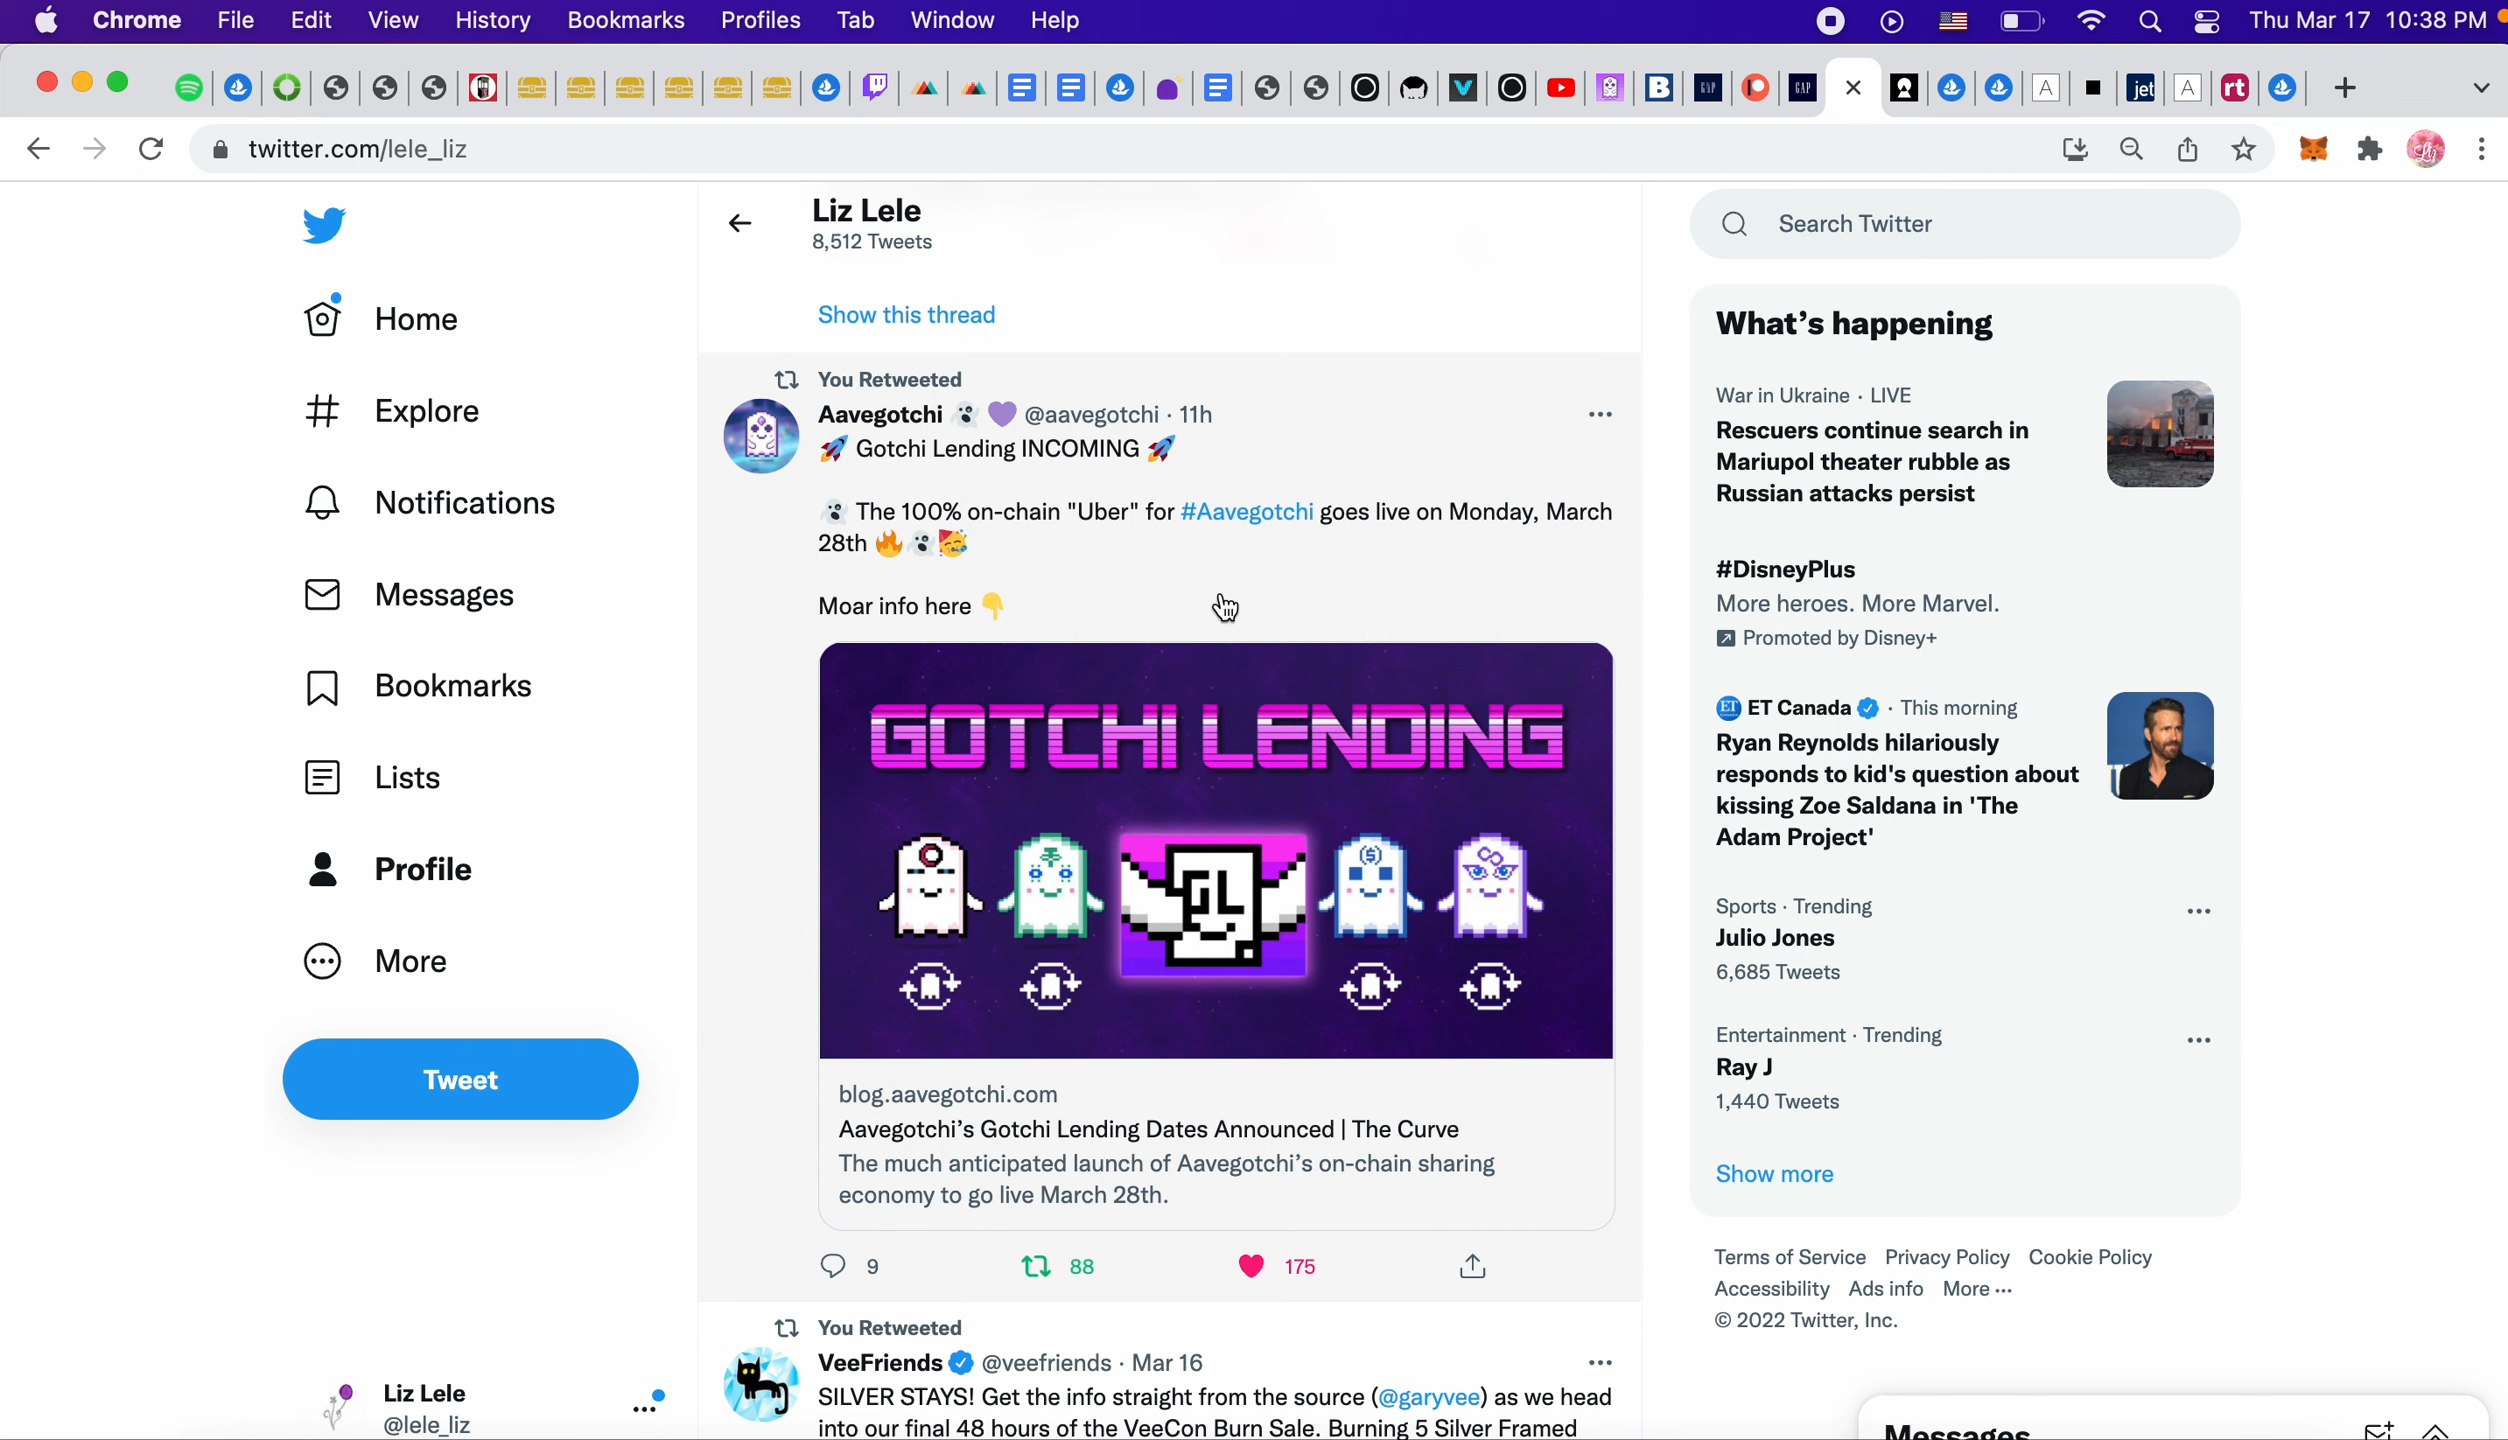 Chrome File Edit View History Bookmarks Profiles Tab Window Help Thu Mar 17 10:38 PM
GAP GAP A jet A rt
twitter.com/lele_liz
Liz Lele
8,512 Tweets
Home
Explore
Notifications
Messages
Bookmarks
Lists
Profile
More
Tweet
Liz Lele
@lele_liz
Show this thread
You Retweeted
Aavegotchi 👻 💜 @aavegotchi · 11h
🚀 Gotchi Lending INCOMING 🚀
👻 The 100% on-chain "Uber" for #Aavegotchi goes live on Monday, March
28th 🔥👻🥳
Moar info here 👇
GOTCHI LENDING
GL
blog.aavegotchi.com
Aavegotchi’s Gotchi Lending Dates Announced | The Curve
The much anticipated launch of Aavegotchi’s on-chain sharing
economy to go live March 28th.
9 88 175
You Retweeted
VeeFriends @veefriends · Mar 16
SILVER STAYS! Get the info straight from the source (@garyvee) as we head
into our final 48 hours of the VeeCon Burn Sale. Burning 5 Silver Framed
Search Twitter
What’s happening
War in Ukraine · LIVE
Rescuers continue search in
Mariupol theater rubble as
Russian attacks persist
#DisneyPlus
More heroes. More Marvel.
Promoted by Disney+
ET ET Canada · This morning
Ryan Reynolds hilariously
responds to kid's question about
kissing Zoe Saldana in 'The
Adam Project'
Sports · Trending
Julio Jones
6,685 Tweets
Entertainment · Trending
Ray J
1,440 Tweets
Show more
Terms of Service Privacy Policy Cookie Policy
Accessibility Ads info More ···
© 2022 Twitter, Inc.
Messages